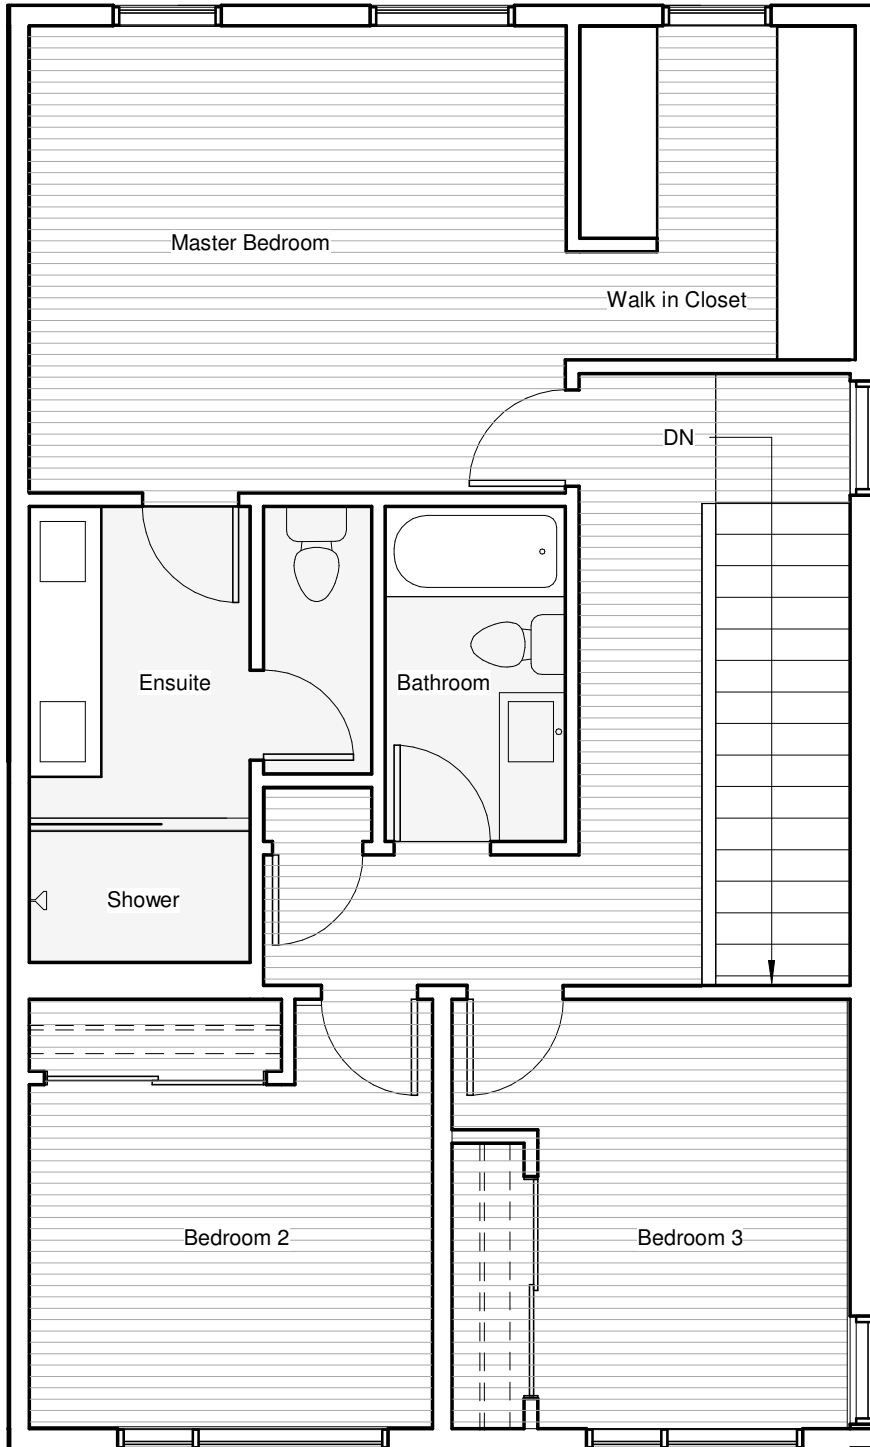 Master Bedroom
Walk in Closet
DN
Ensuite
Bathroom
Shower
Bedroom 2
Bedroom 3